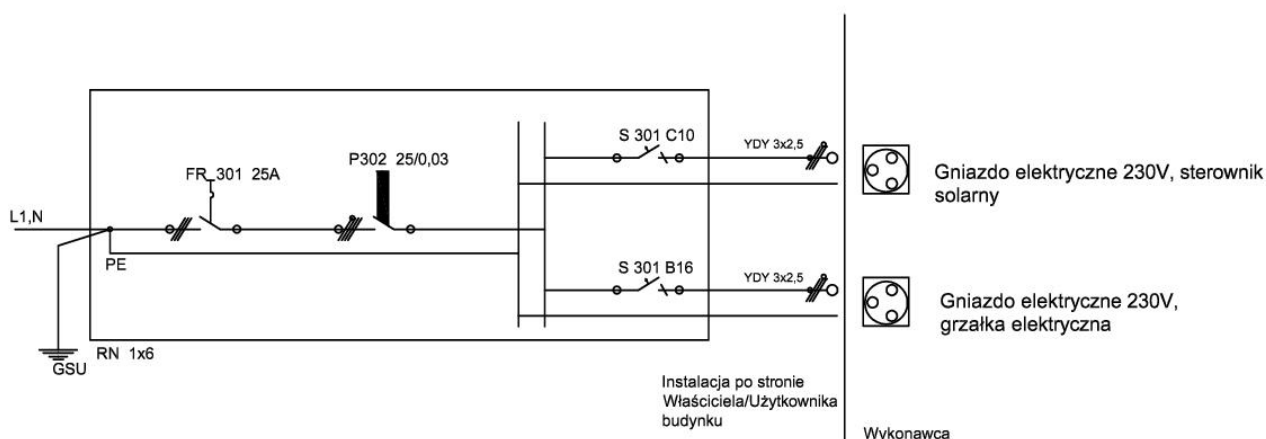 S 301 C10
YDY 3x2,5
P302 25/0,03
FR 301 25A
Gniazdo elektryczne 230V, sterownik
solarny
L1,N
PE
S 301 B16
YDY 3x2,5
Gniazdo elektryczne 230V,
grzałka elektryczna
RN 1x6
GSU
Instalacja po stronie
Właściciela/Użytkownika
budynku
Wykonawca